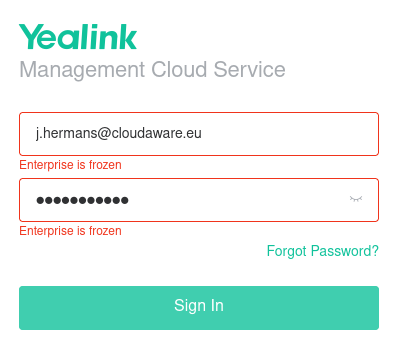 Yealink
Management Cloud Service
j.hermans@cloudaware.eu
Enterprise is frozen
●●●●●●●●●●●
Enterprise is frozen
Forgot Password?
Sign In